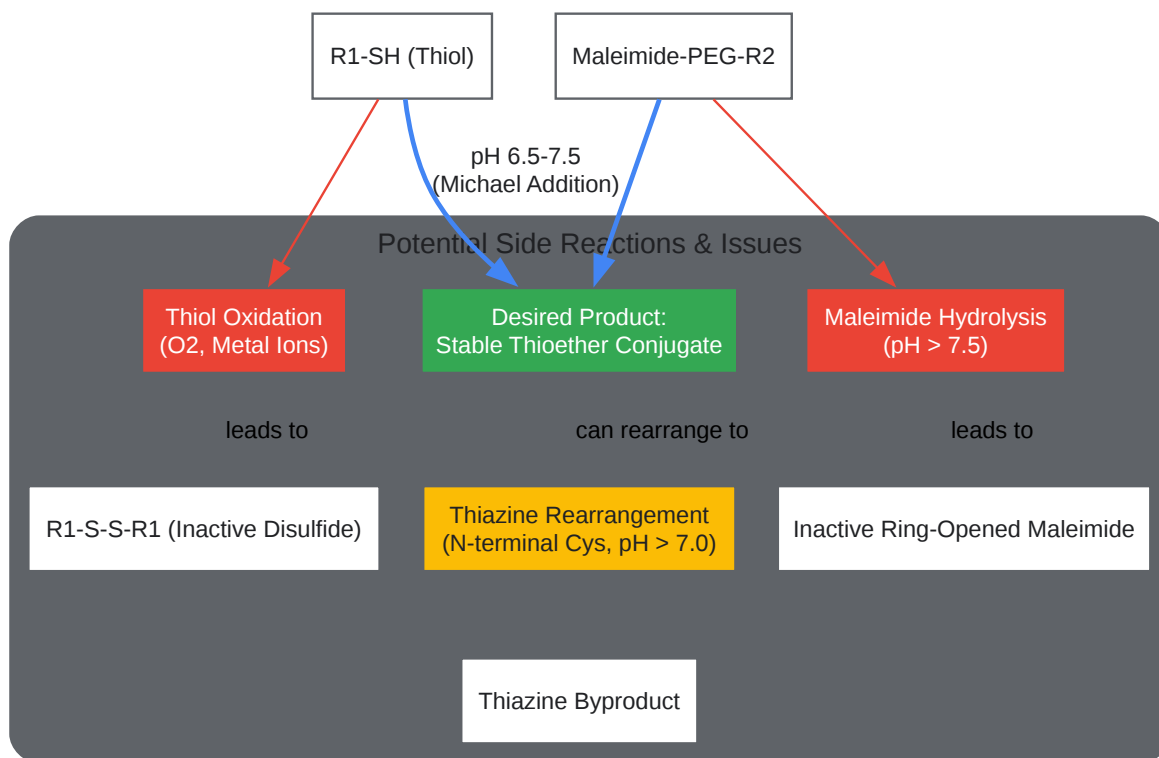 R1-SH (Thiol)
Maleimide-PEG-R2
pH 6.5-7.5
(Michael Addition)
Potential Side Reactions & Issues
Thiol Oxidation
(O2, Metal Ions)
Desired Product:
Stable Thioether Conjugate
Maleimide Hydrolysis
(pH > 7.5)
leads to
can rearrange to
leads to
R1-S-S-R1 (Inactive Disulfide)
Thiazine Rearrangement
(N-terminal Cys, pH > 7.0)
Inactive Ring-Opened Maleimide
Thiazine Byproduct